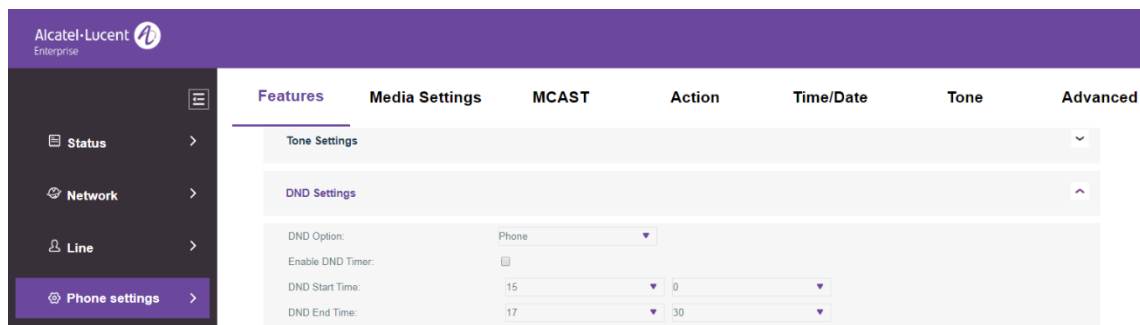 Alcatel·Lucent
Enterprise
Features Media Settings MCAST Action Time/Date Tone Advanced
Status
Network
Line
Phone settings
Tone Settings
DND Settings
DND Option: Phone
Enable DND Timer:
DND Start Time: 15 0
DND End Time: 17 30